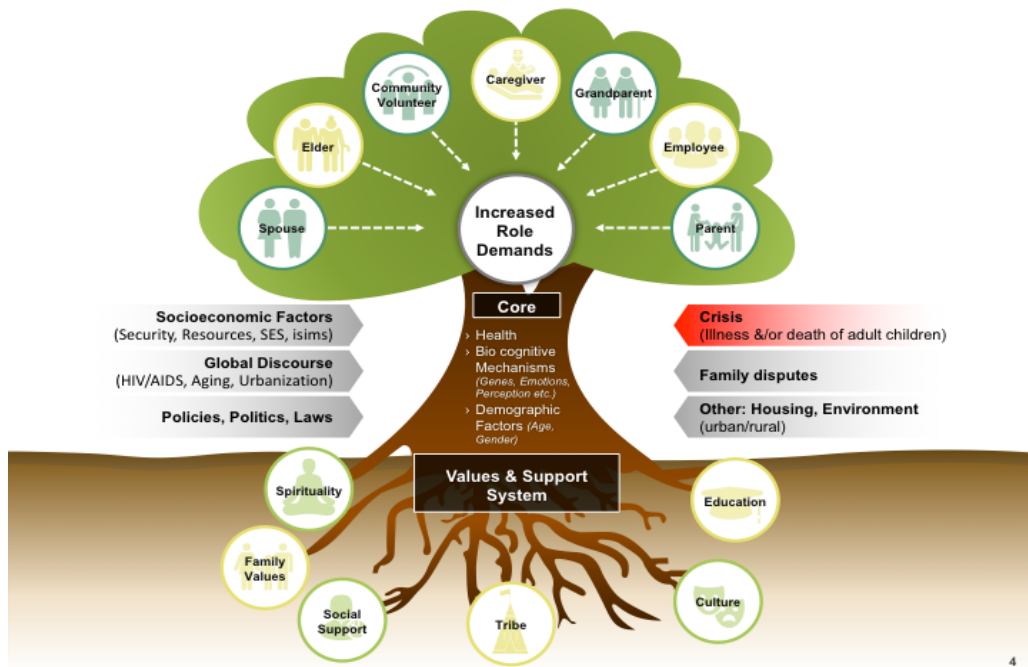 Caregiver
Community
Volunteer
Grandparent
Elder
Employee
Spouse
Increased
Role
Demands
Parent
Core
› Health
› Bio cognitive
Mechanisms
(Genes, Emotions,
Perception etc.)
› Demographic
Factors (Age,
Gender)
Socioeconomic Factors
(Security, Resources, SES, isims)
Global Discourse
(HIV/AIDS, Aging, Urbanization)
Policies, Politics, Laws
Crisis
(Illness &/or death of adult children)
Family disputes
Other: Housing, Environment
(urban/rural)
Values & Support
System
Spirituality
Education
Family
Values
Social
Support
Tribe
Culture
4